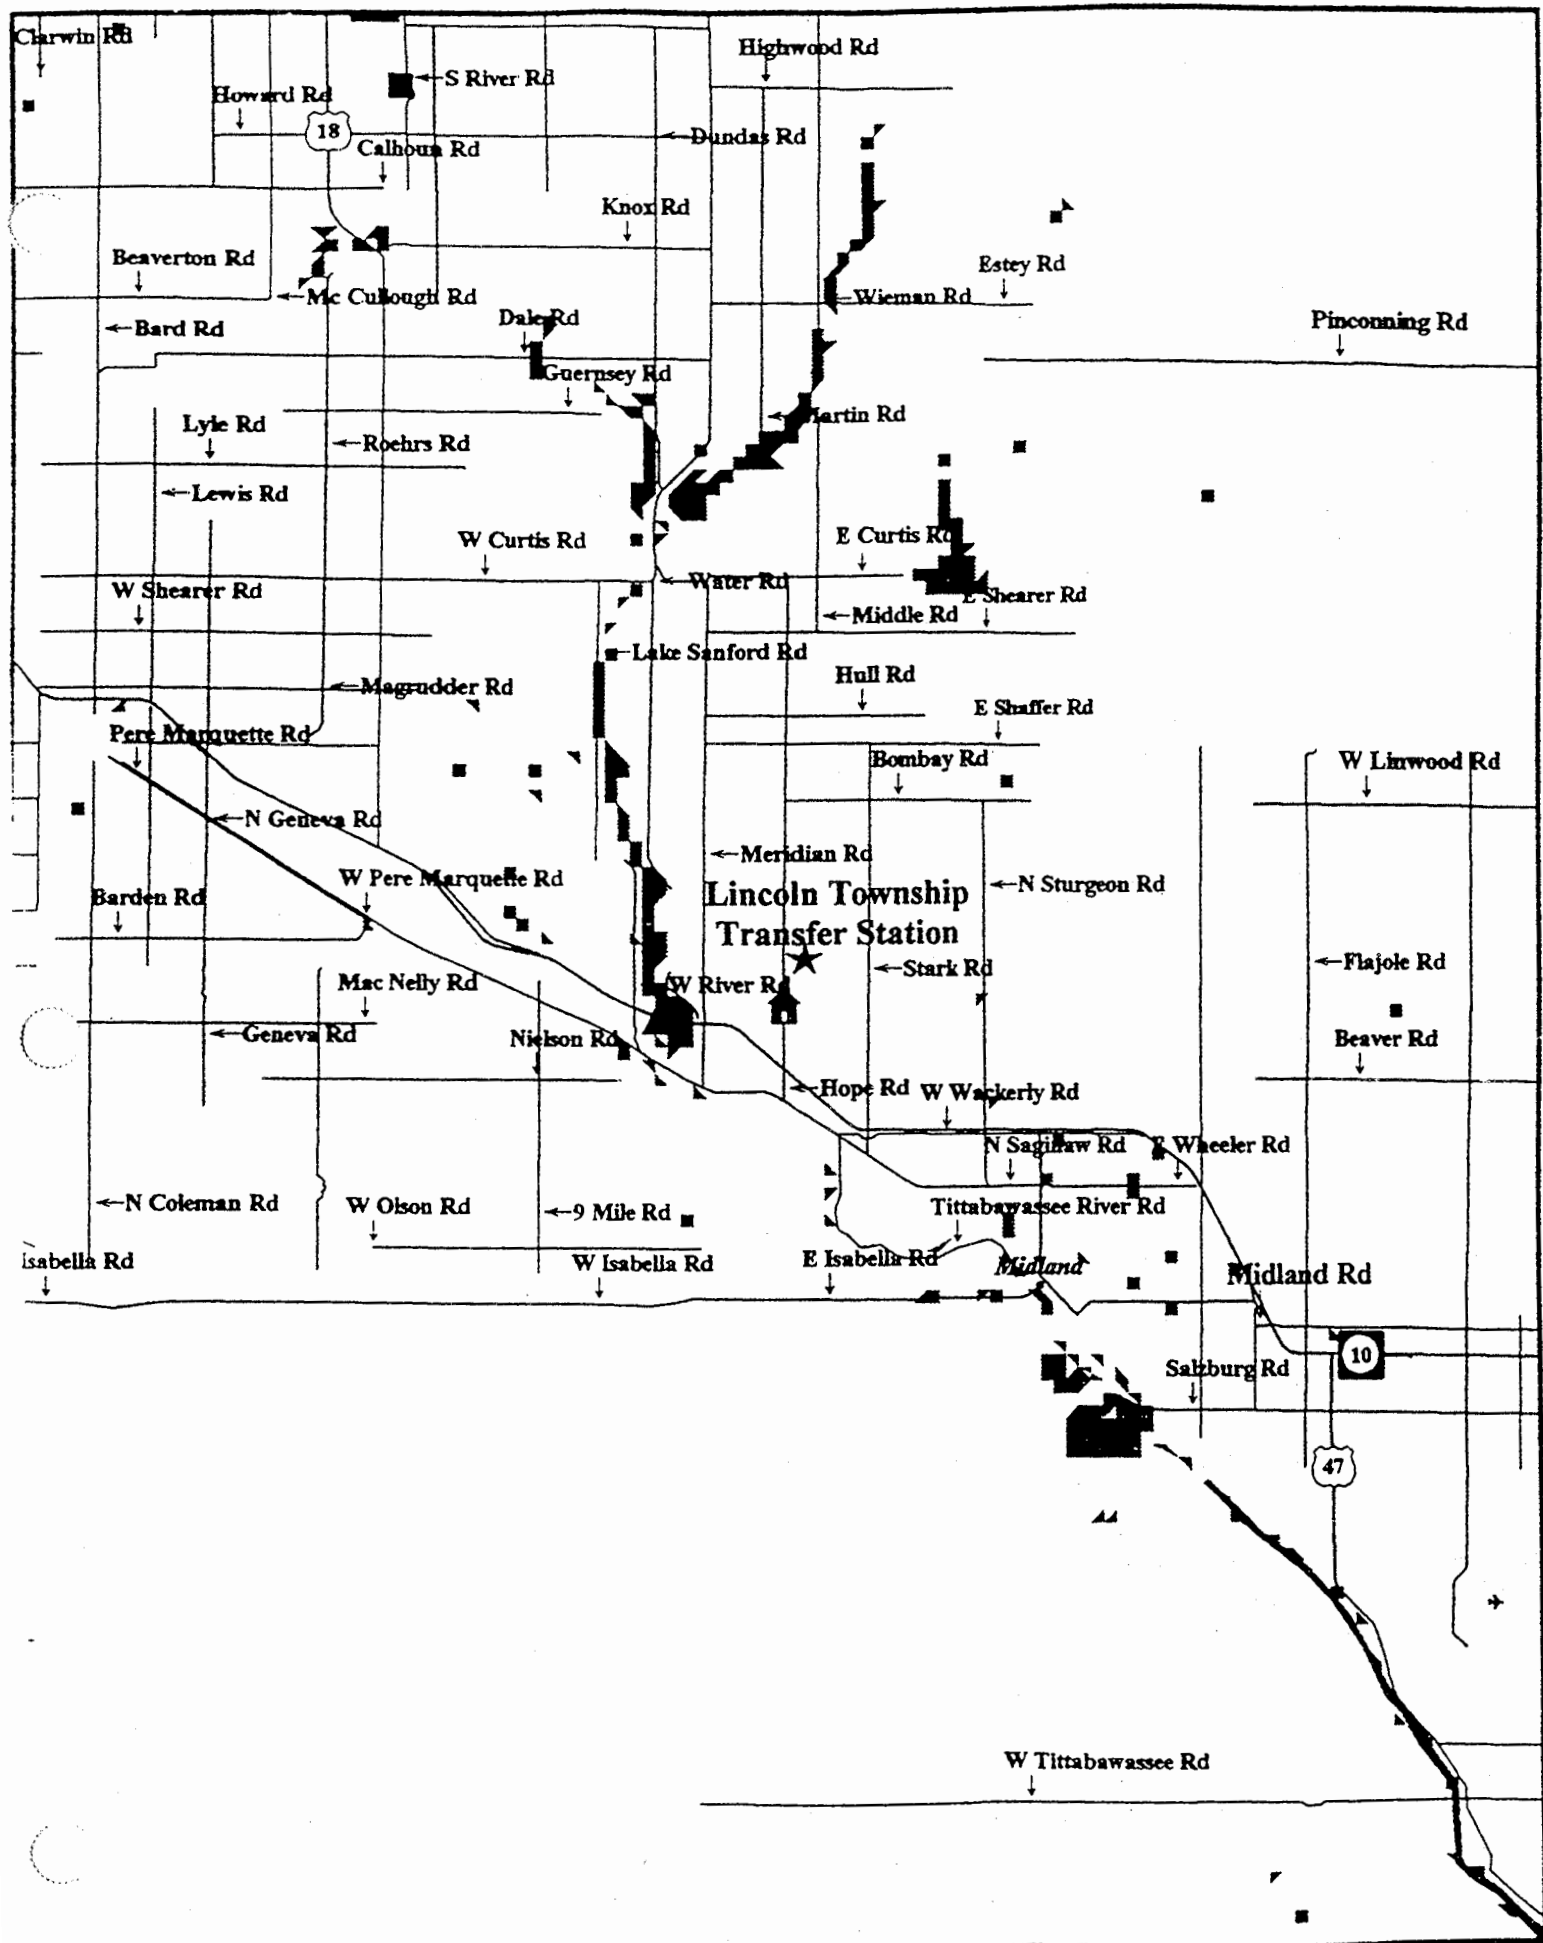 Clarwin Rd
Highwood Rd
S River Rd
Howard Rd
18
Dundas Rd
Calhoun Rd
Knox Rd
Beaverton Rd
Estey Rd
Mc Cullough Rd
Wieman Rd
Dale Rd
Bard Rd
Pinconning Rd
Guernsey Rd
Martin Rd
Lyle Rd
Roehrs Rd
Lewis Rd
W Curtis Rd
E Curtis Rd
Water Rd
W Shearer Rd
E Shearer Rd
Middle Rd
Lake Sanford Rd
Hull Rd
Magrudder Rd
E Shaffer Rd
Pere Marquette Rd
Bombay Rd
W Linwood Rd
N Geneva Rd
Meridian Rd
W Pere Marquette Rd
N Sturgeon Rd
Barden Rd
Lincoln Township
Transfer Station
Flajole Rd
Stark Rd
Mac Nelly Rd
W River Rd
Geneva Rd
Nielson Rd
Beaver Rd
Hope Rd
W Wackerly Rd
N Saginaw Rd
E Wheeler Rd
N Coleman Rd
W Olson Rd
9 Mile Rd
Tittabawassee River Rd
Isabella Rd
W Isabella Rd
E Isabella Rd
Midland
Midland Rd
10
Salzburg Rd
47
W Tittabawassee Rd